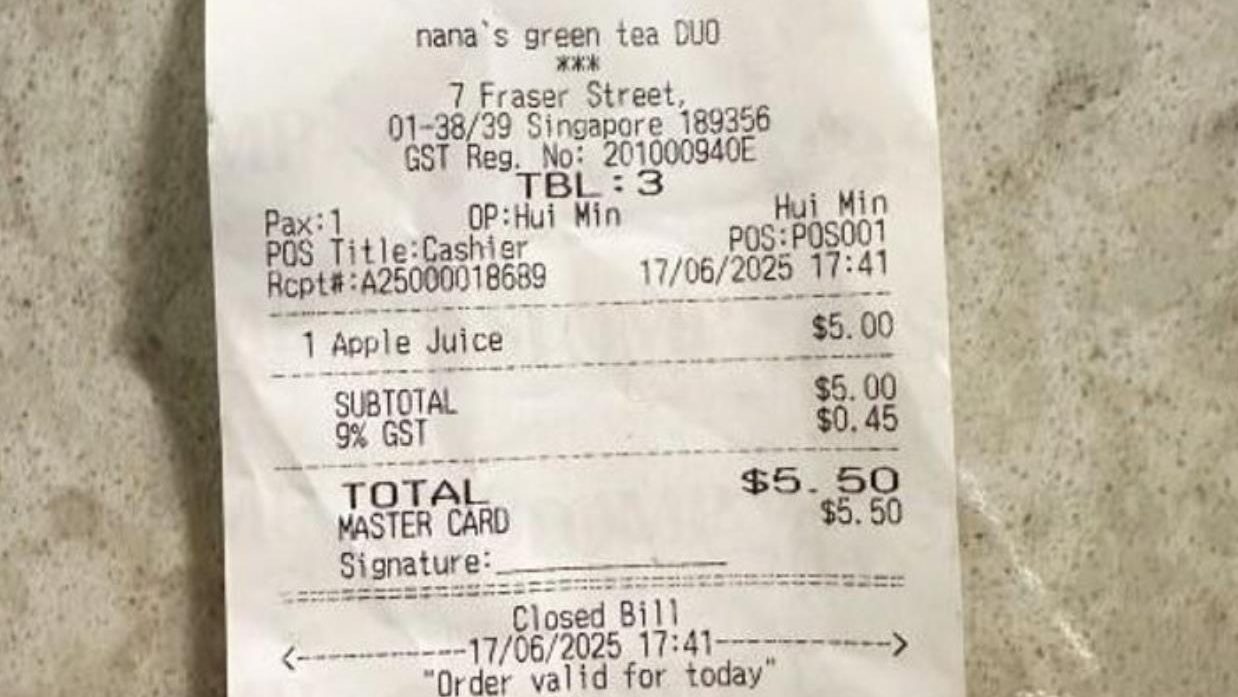 nana`s green tea DUO
***
7 Fraser Street,
01-38/39 Singapore 189356
GST Reg. No: 201000940E
TBL:3
Pax:1 OP:Hui Min Hui Min
POS Title:Cashier POS:POS001
Rcpt#:A25000018689 17/06/2025 17:41
1 Apple Juice $5.00
SUBTOTAL $5.00
9% GST $0.45
TOTAL $5.50
MASTER CARD $5.50
Signature:
Closed Bill
<-----------17/06/2025 17:41----------->
"Order valid for today"